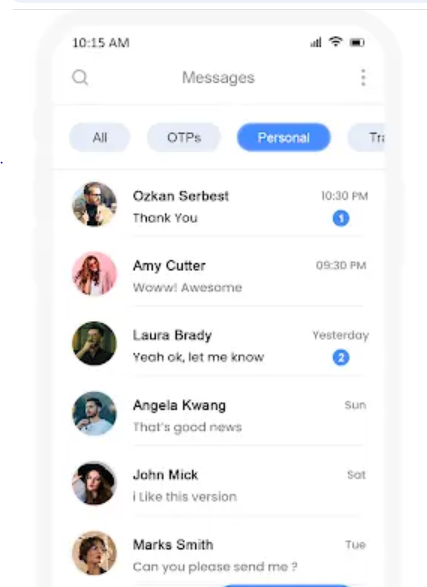 10:15 AM
Messages
All OTPs Personal Tra
Ozkan Serbest 10:30 PM
Thank You 1
Amy Cutter 09:30 PM
Woww! Awesome
Laura Brady Yesterday
Yeah ok, let me know 2
Angela Kwang Sun
That's good news
John Mick Sat
i Like this version
Marks Smith Tue
Can you please send me ?